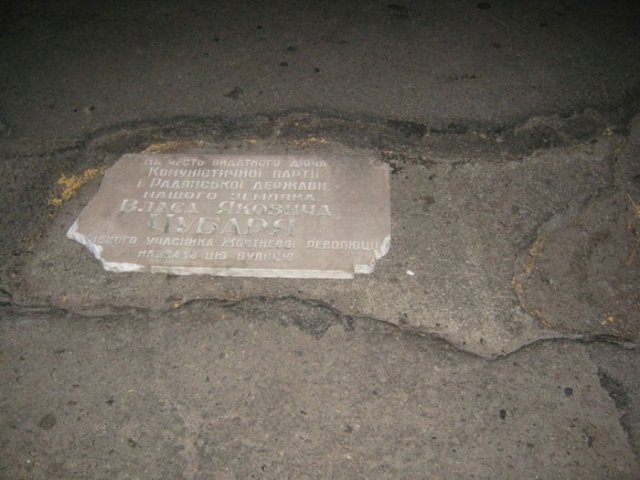 На честь видатного діяча
Комуністичної партії
і Радянської держави
нашого земляка
Власа Яковича
Чубаря
учасника Жовтневої революції
названо цю вулицю